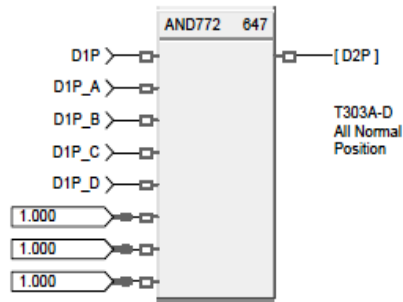 AND772 647
D1P
[ D2P ]
D1P_A
D1P_B
D1P_C
D1P_D
T303A-D
All Normal
Position
1.000
1.000
1.000